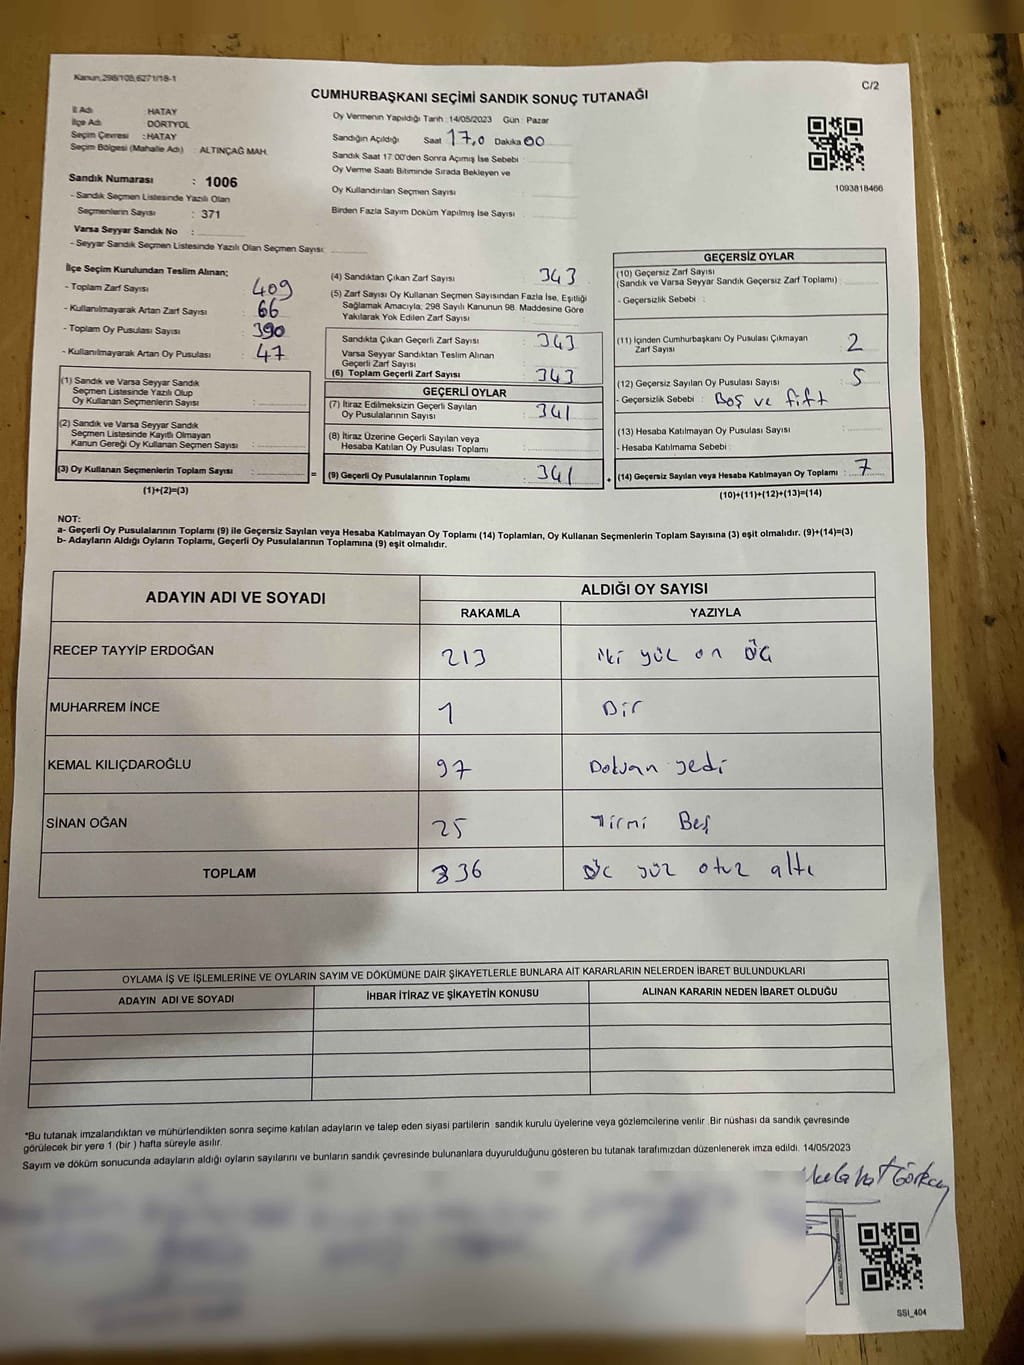 Kanun,298/105,6271/18-1
C/2
CUMHURBAŞKANI SEÇİMİ SANDIK SONUÇ TUTANAĞI
İl Adı : HATAY
İlçe Adı : DÖRTYOL
Seçim Çevresi : HATAY
Seçim Bölgesi (Mahalle Adı) : ALTINÇAĞ MAH.
Sandık Numarası : 1006
- Sandık Seçmen Listesinde Yazılı Olan
Seçmenlerin Sayısı : 371
Varsa Seyyar Sandık No :
- Seyyar Sandık Seçmen Listesinde Yazılı Olan Seçmen Sayısı:
Oy Vermenin Yapıldığı Tarih :14/05/2023 Gün : Pazar
Sandığın Açıldığı Saat 17,0 Dakika 00
Sandık Saat 17:00'den Sonra Açılmış İse Sebebi :
Oy Verme Saati Bitiminde Sırada Bekleyen ve
Oy Kullandırılan Seçmen Sayısı :
Birden Fazla Sayım Döküm Yapılmış İse Sayısı :
1093818466
İlçe Seçim Kurulundan Teslim Alınan;
- Toplam Zarf Sayısı : 409
- Kullanılmayarak Artan Zarf Sayısı : 66
- Toplam Oy Pusulası Sayısı : 390
- Kullanılmayarak Artan Oy Pusulası : 47
(1) Sandık ve Varsa Seyyar Sandık
Seçmen Listesinde Yazılı Olup
Oy Kullanan Seçmenlerin Sayısı :
(2) Sandık ve Varsa Seyyar Sandık
Seçmen Listesinde Kayıtlı Olmayan
Kanun Gereği Oy Kullanan Seçmen Sayısı :
(3) Oy Kullanan Seçmenlerin Toplam Sayısı :
(1)+(2)=(3)
(4) Sandıktan Çıkan Zarf Sayısı : 343
(5) Zarf Sayısı Oy Kullanan Seçmen Sayısından Fazla İse, Eşitliği
Sağlamak Amacıyla, 298 Sayılı Kanunun 98. Maddesine Göre
Yakılarak Yok Edilen Zarf Sayısı :
Sandıkta Çıkan Geçerli Zarf Sayısı : 343
Varsa Seyyar Sandıktan Teslim Alınan
Geçerli Zarf Sayısı :
(6) Toplam Geçerli Zarf Sayısı : 343
GEÇERLİ OYLAR
(7) İtiraz Edilmeksizin Geçerli Sayılan
Oy Pusulalarının Sayısı : 341
(8) İtiraz Üzerine Geçerli Sayılan veya
Hesaba Katılan Oy Pusulası Toplamı :
= (9) Geçerli Oy Pusulalarının Toplamı : 341 +
GEÇERSİZ OYLAR
(10) Geçersiz Zarf Sayısı
(Sandık ve Varsa Seyyar Sandık Geçersiz Zarf Toplamı) :
- Geçersizlik Sebebi :
(11) İçinden Cumhurbaşkanı Oy Pusulası Çıkmayan
Zarf Sayısı : 2
(12) Geçersiz Sayılan Oy Pusulası Sayısı : 5
- Geçersizlik Sebebi : Boş ve fift
(13) Hesaba Katılmayan Oy Pusulası Sayısı :
- Hesaba Katılmama Sebebi :
(14) Geçersiz Sayılan veya Hesaba Katılmayan Oy Toplamı : 7
(10)+(11)+(12)+(13)=(14)
NOT:
a- Geçerli Oy Pusulalarının Toplamı (9) ile Geçersiz Sayılan veya Hesaba Katılmayan Oy Toplamı (14) Toplamları, Oy Kullanan Seçmenlerin Toplam Sayısına (3) eşit olmalıdır. (9)+(14)=(3)
b- Adayların Aldığı Oyların Toplamı, Geçerli Oy Pusulalarının Toplamına (9) eşit olmalıdır.
ADAYIN ADI VE SOYADI
ALDIĞI OY SAYISI
RAKAMLA YAZIYLA
RECEP TAYYİP ERDOĞAN 213 iki yüz on üç
MUHARREM İNCE 1 Bir
KEMAL KILIÇDAROĞLU 97 Doksan yedi
SİNAN OĞAN 25 Yirmi Beş
TOPLAM 336 üç yüz otuz altı
OYLAMA İŞ VE İŞLEMLERİNE VE OYLARIN SAYIM VE DÖKÜMÜNE DAİR ŞİKAYETLERLE BUNLARA AİT KARARLARIN NELERDEN İBARET BULUNDUKLARI
ADAYIN ADI VE SOYADI İHBAR İTİRAZ VE ŞİKAYETİN KONUSU ALINAN KARARIN NEDEN İBARET OLDUĞU
*Bu tutanak imzalandıktan ve mühürlendikten sonra seçime katılan adayların ve talep eden siyasi partilerin sandık kurulu üyelerine veya gözlemcilerine verilir .Bir nüshası da sandık çevresinde
görülecek bir yere 1 (bir ) hafta süreyle asılır.
Sayım ve döküm sonucunda adayların aldığı oyların sayılarını ve bunların sandık çevresinde bulunanlara duyurulduğunu gösteren bu tutanak tarafımızdan düzenlenerek imza edildi. 14/05/2023
SSI_404